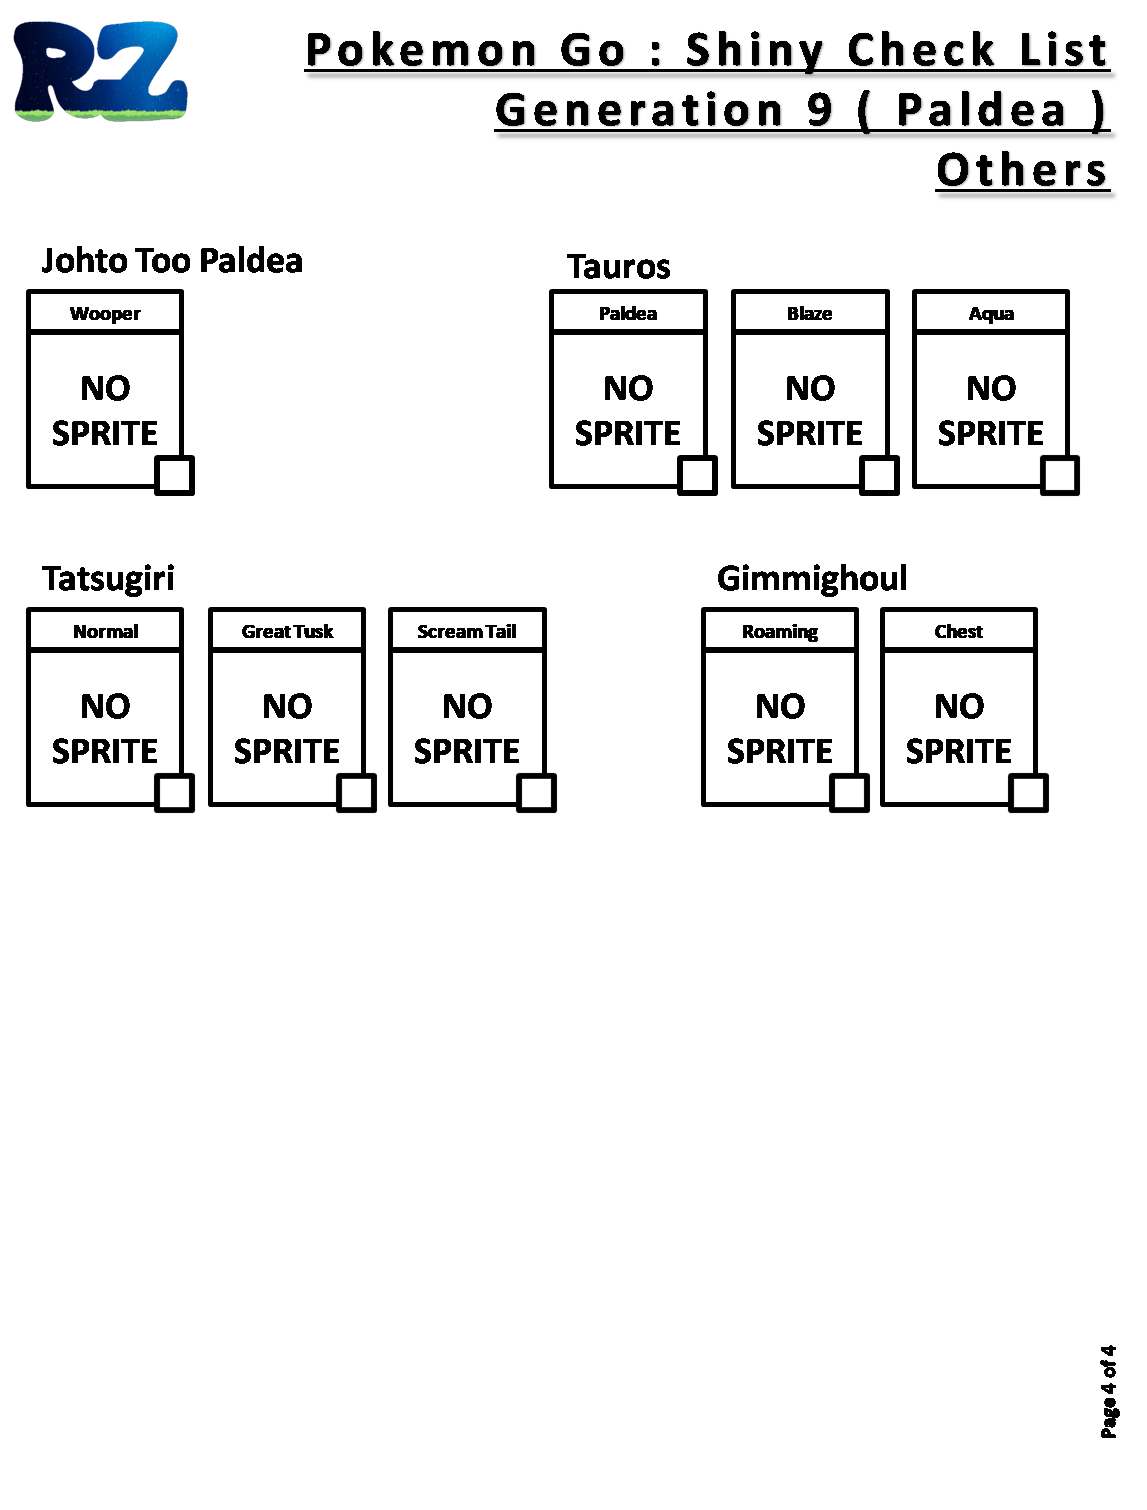 RZ
Pokemon Go : Shiny Check List
Generation 9 ( Paldea )
Others
Johto Too Paldea
Wooper
NO
SPRITE
Tauros
Paldea
NO
SPRITE
Blaze
NO
SPRITE
Aqua
NO
SPRITE
Tatsugiri
Normal
NO
SPRITE
Great Tusk
NO
SPRITE
Scream Tail
NO
SPRITE
Gimmighoul
Roaming
NO
SPRITE
Chest
NO
SPRITE
Page 4 of 4